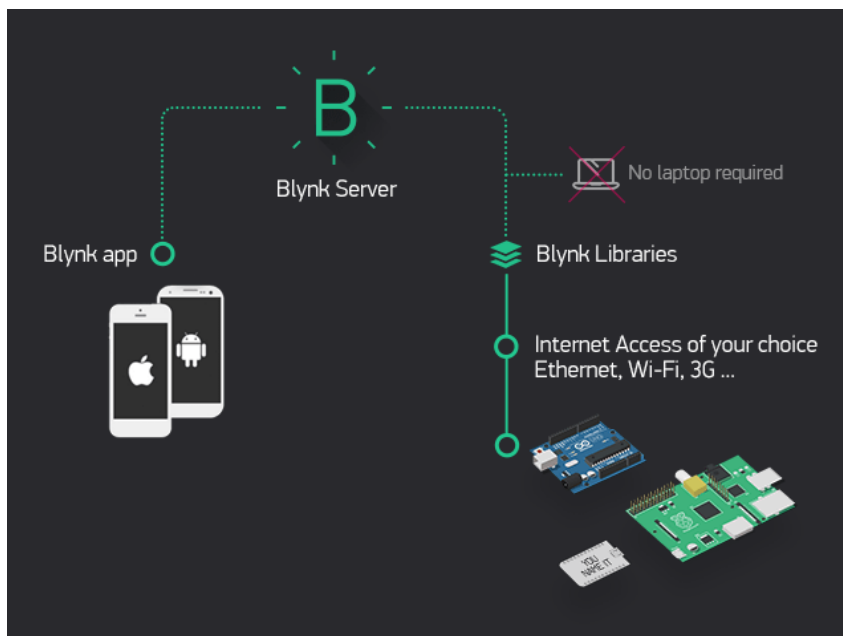 B
Blynk Server
No laptop required
Blynk app
Blynk Libraries
Internet Access of your choice
Ethernet, Wi-Fi, 3G ...
YOU
NAME IT